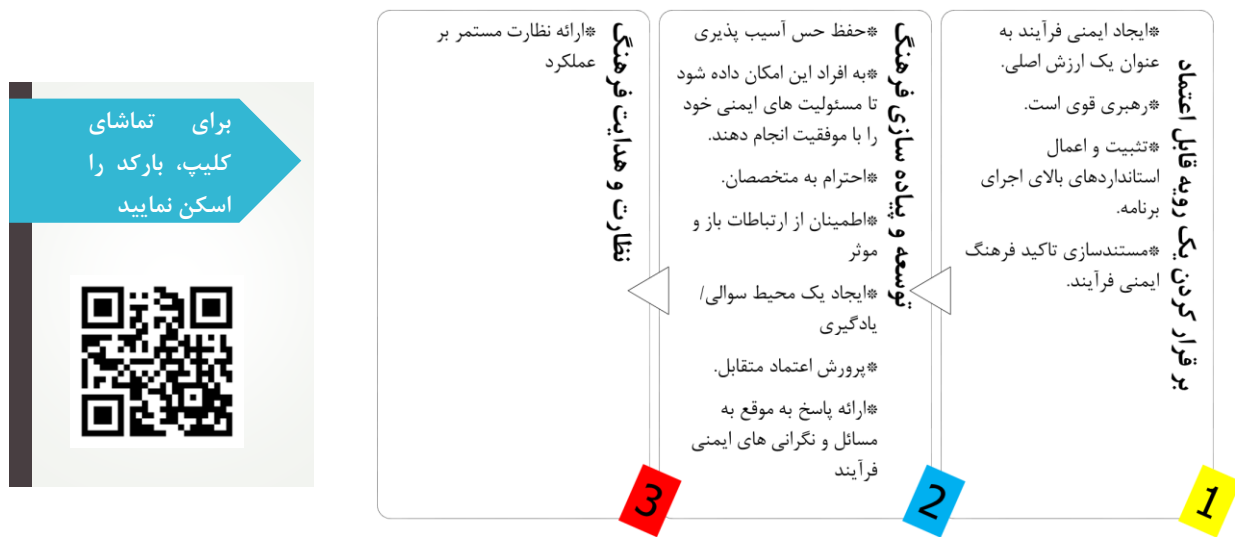 بر قرار کردن یک رویه قابل اعتماد
*ایجاد ایمنی فرآیند به
عنوان یک ارزش اصلی.
*رهبری قوی است.
*تثبیت و اعمال
استانداردهای بالای اجرای
برنامه.
*مستندسازی تاکید فرهنگ
ایمنی فرآیند.
1
توسعه و پیاده سازی فرهنگ
*حفظ حس آسیب پذیری
*به افراد این امکان داده شود
تا مسئولیت های ایمنی خود
را با موفقیت انجام دهند.
*احترام به متخصصان.
*اطمینان از ارتباطات باز و
موثر
*ایجاد یک محیط سوالی/
یادگیری
*پرورش اعتماد متقابل.
*ارائه پاسخ به موقع به
مسائل و نگرانی های ایمنی
فرآیند
2
نظارت و هدایت فرهنگ
*ارائه نظارت مستمر بر
عملکرد
3
برای تماشای
کلیپ، بارکد را
اسکن نمایید